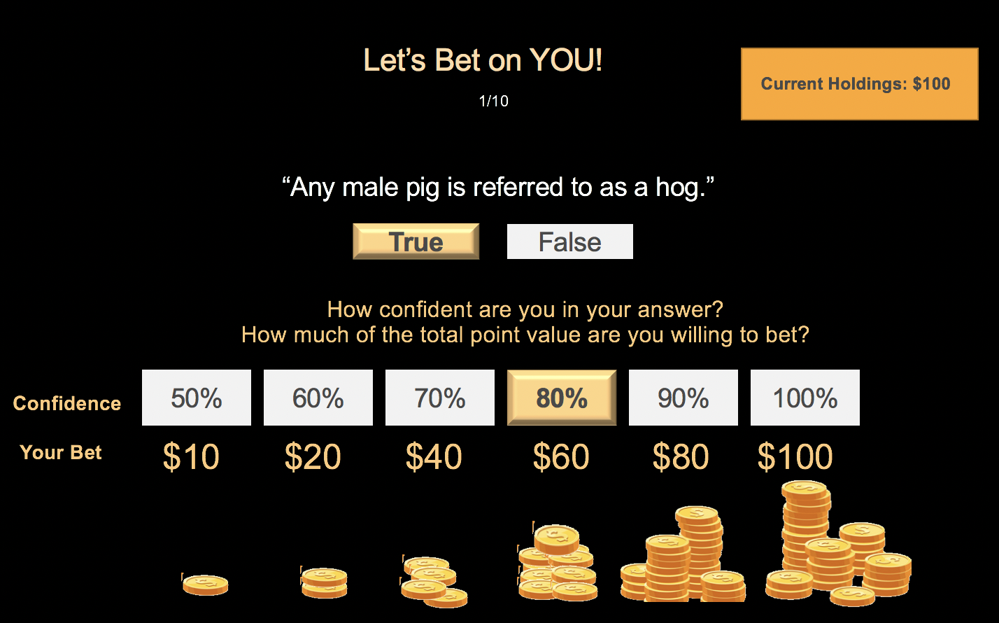 Let’s Bet on YOU!
Current Holdings: $100
1/10
“Any male pig is referred to as a hog.”
True False
How confident are you in your answer?
How much of the total point value are you willing to bet?
Confidence 50% 60% 70% 80% 90% 100%
Your Bet $10 $20 $40 $60 $80 $100